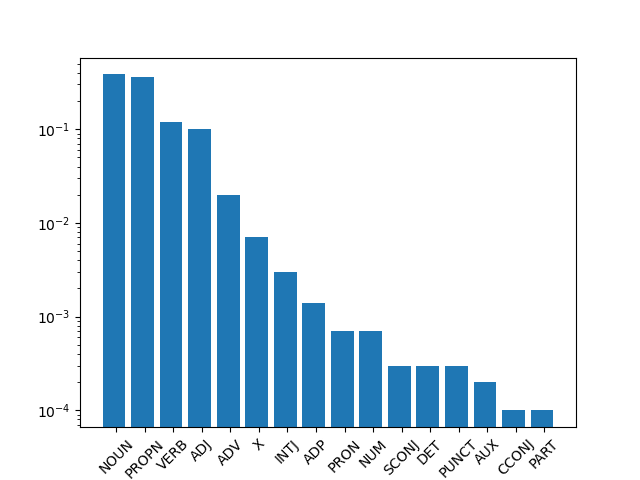 10⁻¹
10⁻²
10⁻³
10⁻⁴
NOUN PROPN VERB ADJ ADV X INTJ ADP PRON NUM SCONJ DET PUNCT AUX CCONJ PART